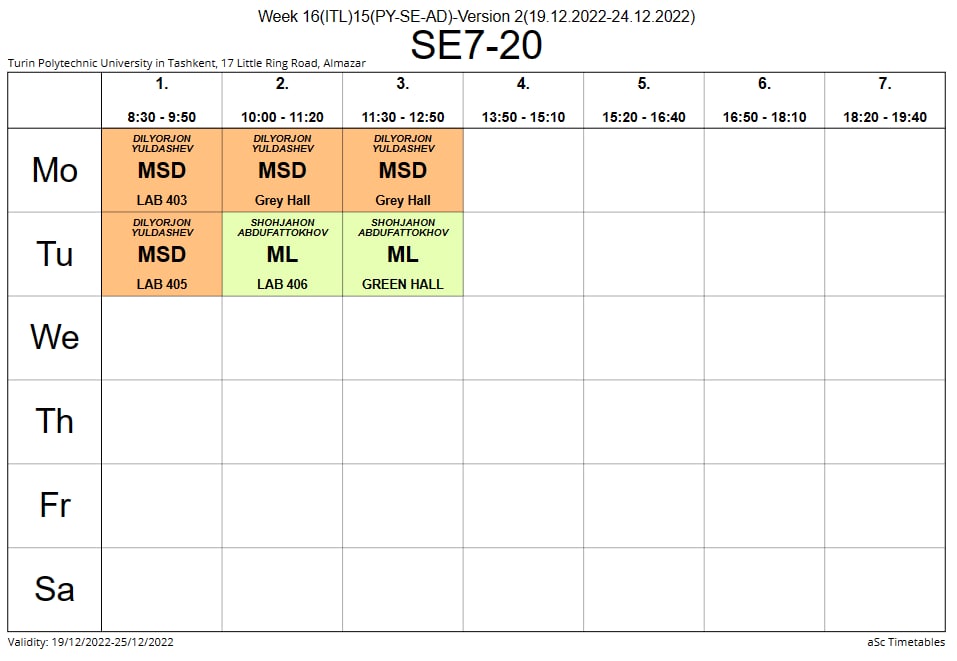 Week 16(ITL)15(PY-SE-AD)-Version 2(19.12.2022-24.12.2022)
SE7-20
Turin Polytechnic University in Tashkent, 17 Little Ring Road, Almazar
1. 2. 3. 4. 5. 6. 7.
8:30 - 9:50 10:00 - 11:20 11:30 - 12:50 13:50 - 15:10 15:20 - 16:40 16:50 - 18:10 18:20 - 19:40
Mo
DILYORJON
YULDASHEV
MSD
LAB 403
DILYORJON
YULDASHEV
MSD
Grey Hall
DILYORJON
YULDASHEV
MSD
Grey Hall
Tu
DILYORJON
YULDASHEV
MSD
LAB 405
SHOHJAHON
ABDUFATTOKHOV
ML
LAB 406
SHOHJAHON
ABDUFATTOKHOV
ML
GREEN HALL
We
Th
Fr
Sa
Validity: 19/12/2022-25/12/2022
aSc Timetables